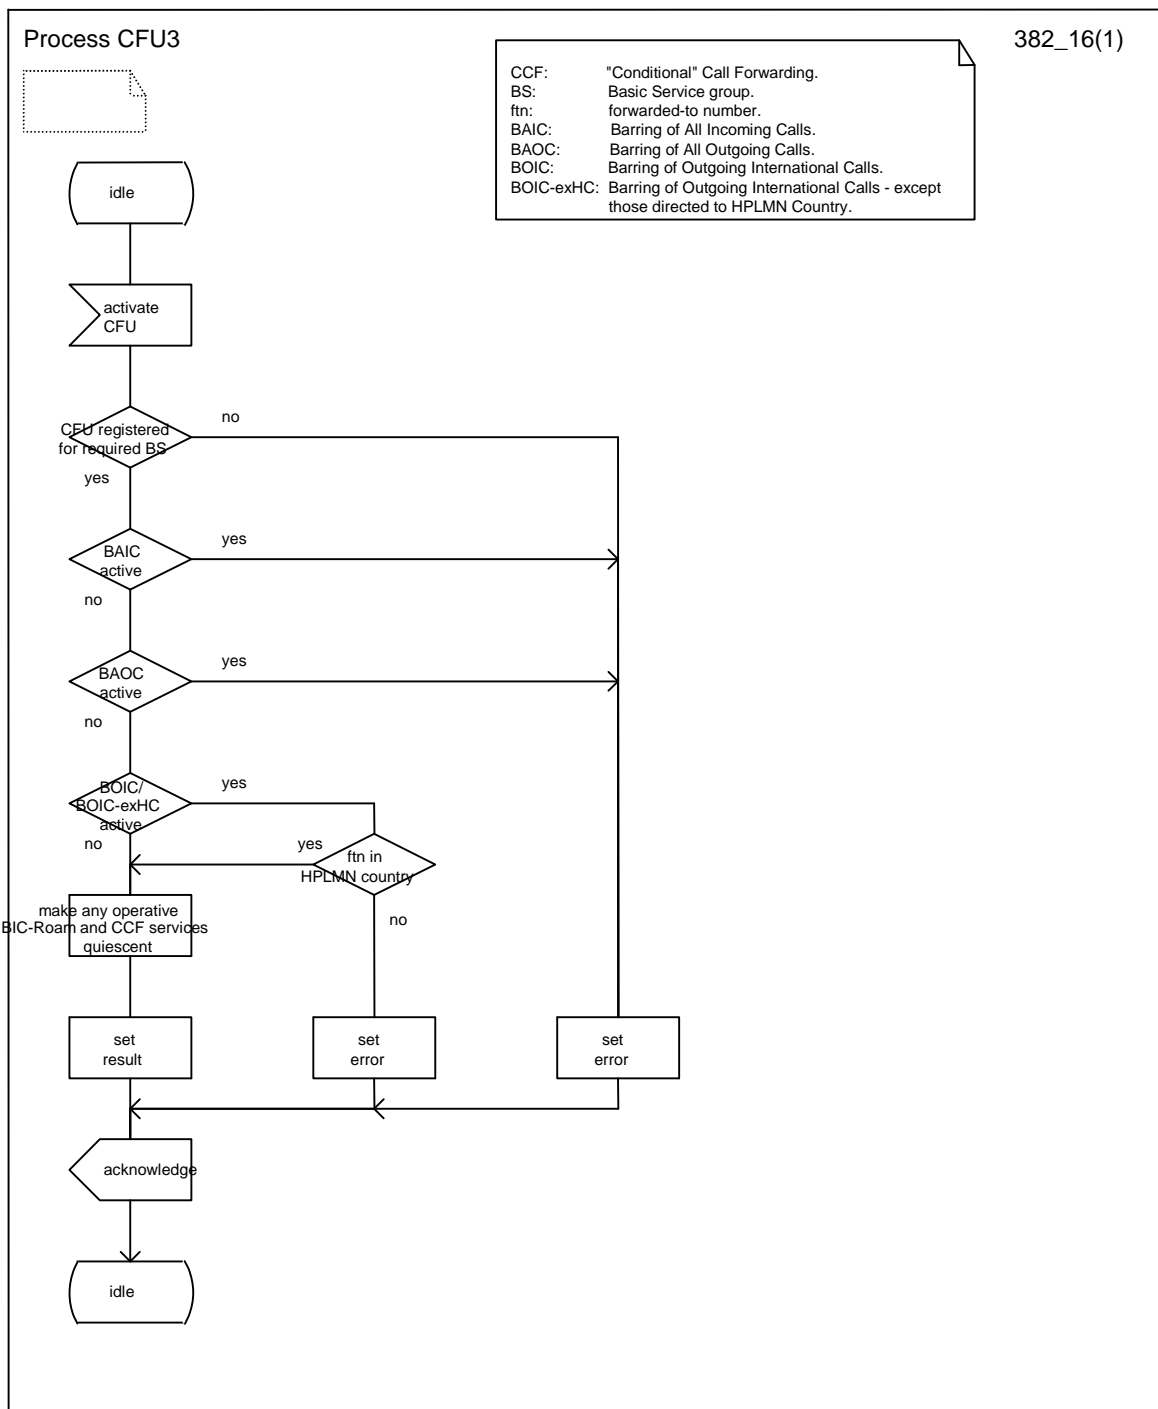 Process CFU3
382_16(1)
CCF: "Conditional" Call Forwarding.
BS: Basic Service group.
ftn: forwarded-to number.
BAIC: Barring of All Incoming Calls.
BAOC: Barring of All Outgoing Calls.
BOIC: Barring of Outgoing International Calls.
BOIC-exHC: Barring of Outgoing International Calls - except
those directed to HPLMN Country.
idle
activate
CFU
CFU registered
for required BS
no
yes
BAIC
active
yes
no
BAOC
active
yes
no
BOIC/
BOIC-exHC
active
yes
no
yes
ftn in
HPLMN country
no
make any operative
BIC-Roam and CCF services
quiescent
set
result
set
error
set
error
acknowledge
idle